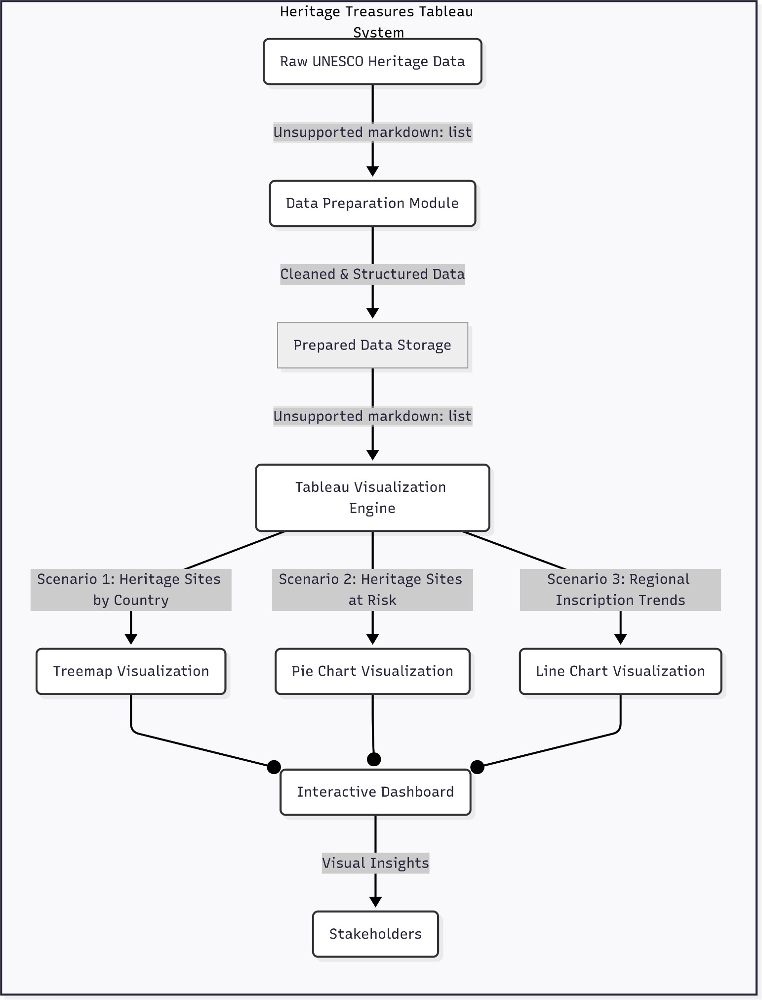 Heritage Treasures Tableau
System
Raw UNESCO Heritage Data
Unsupported markdown: list
Data Preparation Module
Cleaned & Structured Data
Prepared Data Storage
Unsupported markdown: list
Tableau Visualization
Engine
Scenario 1: Heritage Sites
by Country
Scenario 2: Heritage Sites
at Risk
Scenario 3: Regional
Inscription Trends
Treemap Visualization
Pie Chart Visualization
Line Chart Visualization
Interactive Dashboard
Visual Insights
Stakeholders